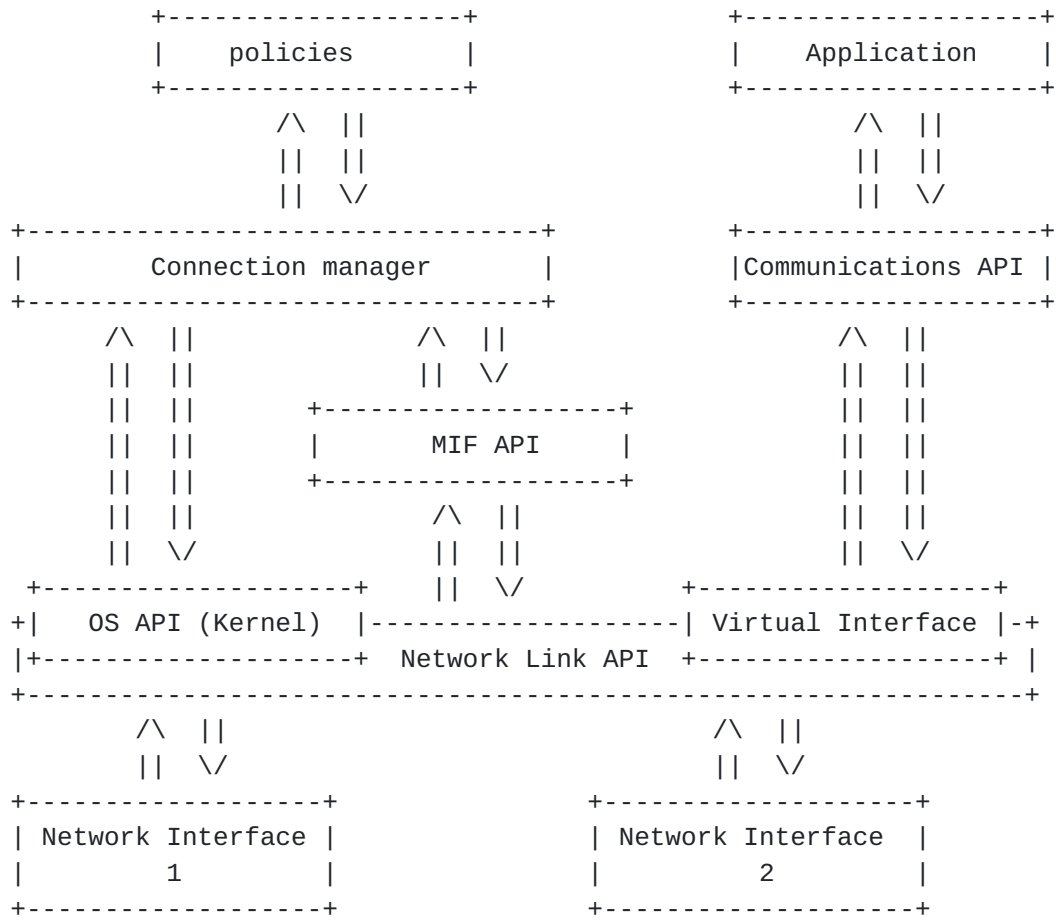 policies Application
Connection manager Communications API
MIF API
OS API (Kernel) Virtual Interface
Network Link API
Network Interface Network Interface
1 2